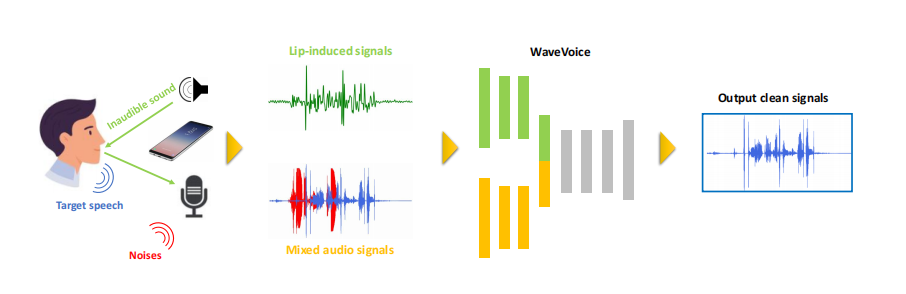 Inaudible sound
Target speech
Noises
Lip-induced signals
Mixed audio signals
WaveVoice
Output clean signals